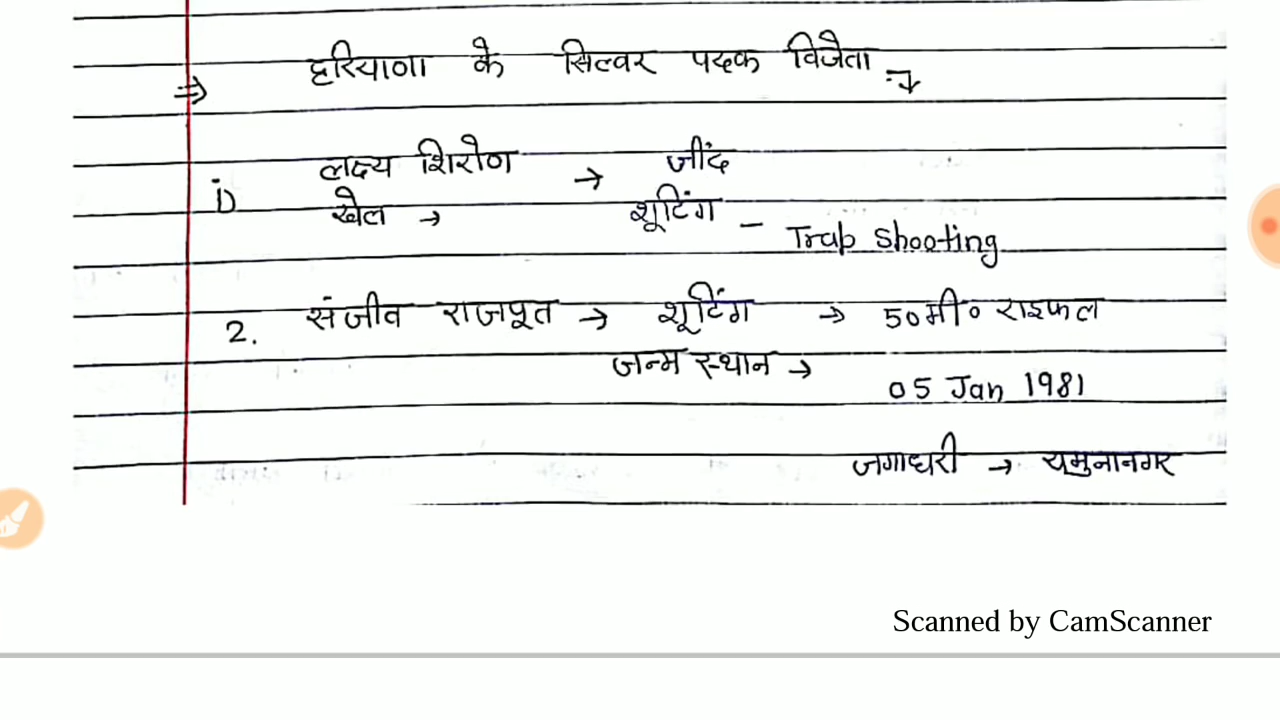 ⇒ हरियाणा के सिल्वर पदक विजेता
i) लक्ष्य शिरोण → जींद
खेल → शूटिंग - Trap Shooting
2. संजीव राजपूत → शूटिंग → 50मी० राइफल
जन्म स्थान →
05 Jan 1981
जगाधरी → यमुनानगर
Scanned by CamScanner